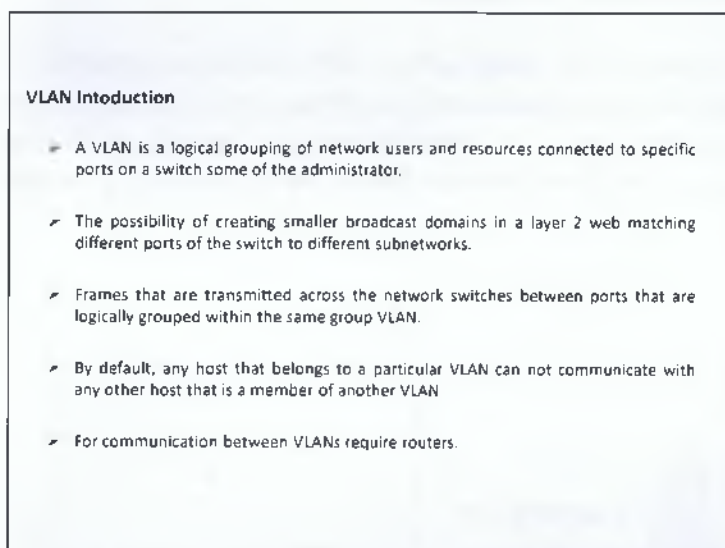 VLAN Intoduction
➢ A VLAN is a logical grouping of network users and resources connected to specific
ports on a switch some of the administrator.
➢ The possibility of creating smaller broadcast domains in a layer 2 web matching
different ports of the switch to different subnetworks.
➢ Frames that are transmitted across the network switches between ports that are
logically grouped within the same group VLAN.
➢ By default, any host that belongs to a particular VLAN can not communicate with
any other host that is a member of another VLAN
➢ For communication between VLANs require routers.